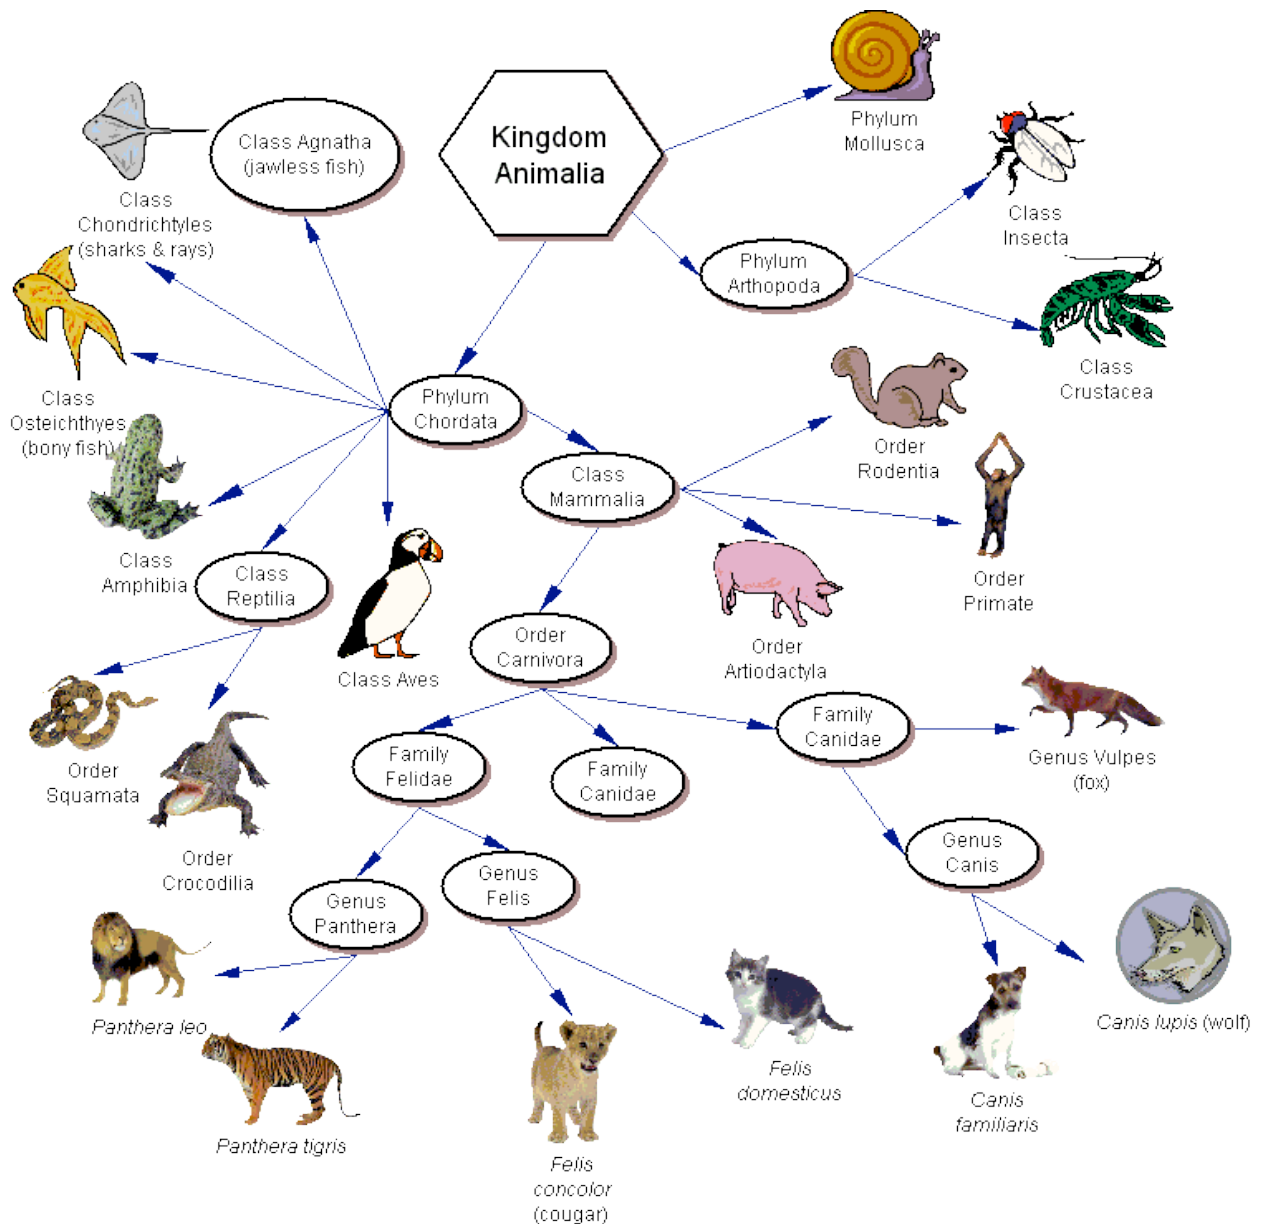 Kingdom
Animalia
Phylum
Mollusca
Class
Insecta
Class Agnatha
(jawless fish)
Class
Chondrichtyles
(sharks & rays)
Phylum
Arthopoda
Class
Crustacea
Class
Osteichthyes
(bony fish)
Phylum
Chordata
Class
Mammalia
Order
Rodentia
Order
Primate
Class
Amphibia
Class
Reptilia
Class Aves
Order
Carnivora
Order
Artiodactyla
Order
Squamata
Order
Crocodilia
Family
Felidae
Family
Canidae
Family
Canidae
Genus Vulpes
(fox)
Genus
Panthera
Genus
Felis
Genus
Canis
Panthera leo
Panthera tigris
Felis
concolor
(cougar)
Felis
domesticus
Canis
familiaris
Canis lupis (wolf)